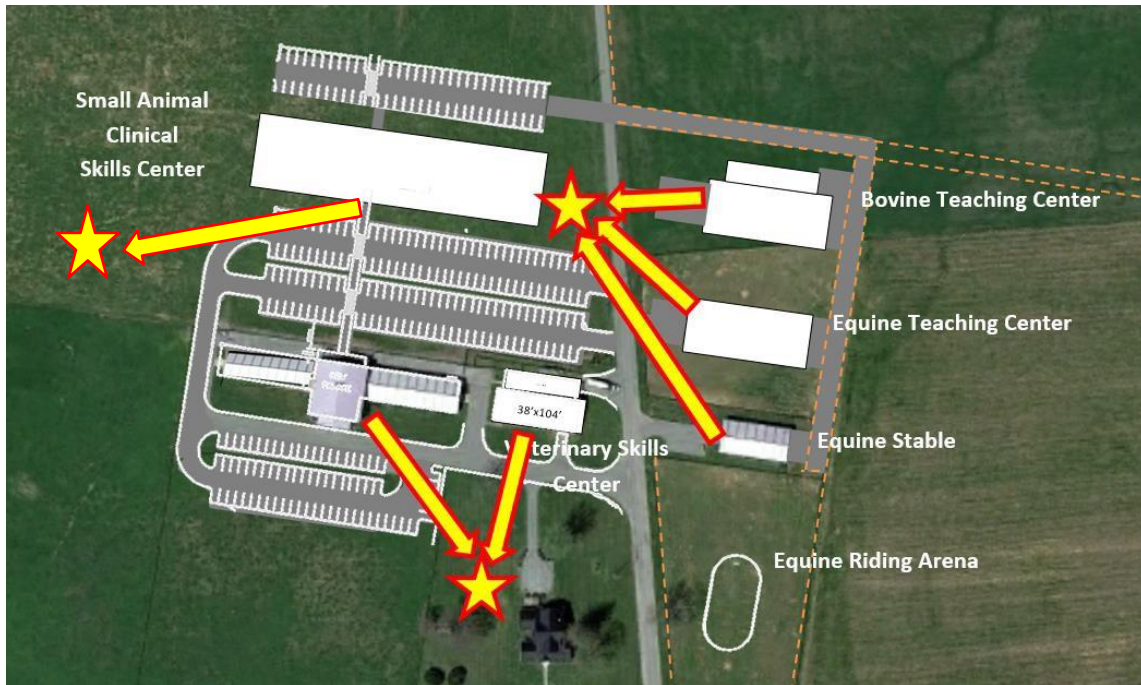 Small Animal
Clinical
Skills Center
Bovine Teaching Center
Equine Teaching Center
38'x104'
Equine Stable
Veterinary Skills
Center
Equine Riding Arena